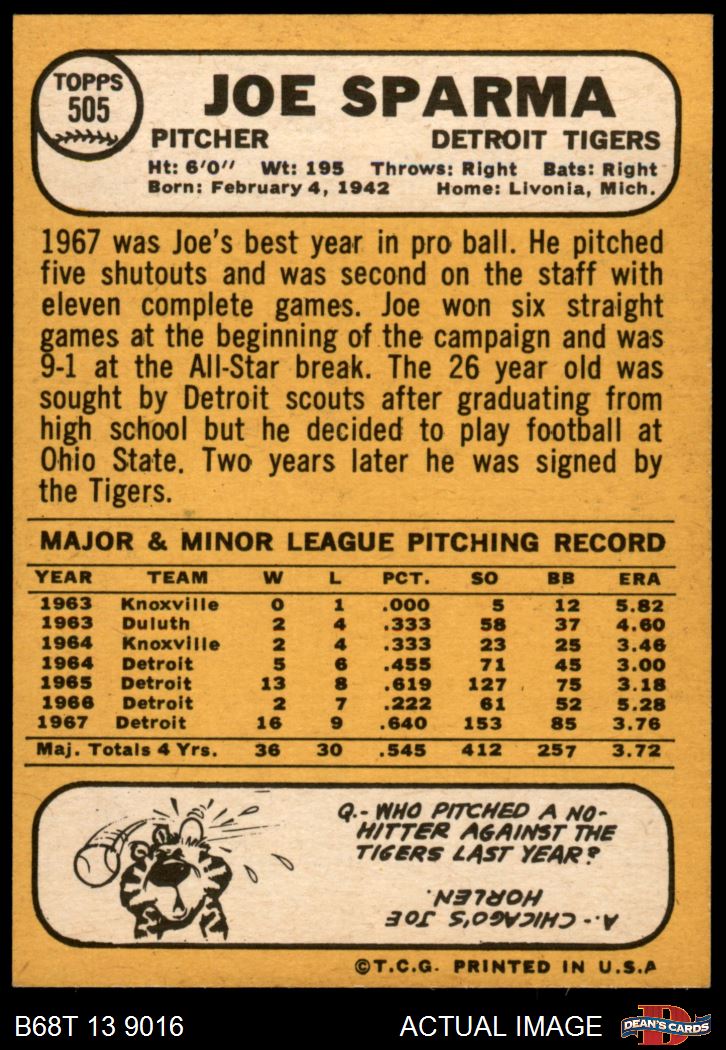 TOPPS
505
JOE SPARMA
PITCHER DETROIT TIGERS
Ht: 6'0" Wt: 195 Throws: Right Bats: Right
Born: February 4, 1942 Home: Livonia, Mich.
1967 was Joe's best year in pro ball. He pitched
five shutouts and was second on the staff with
eleven complete games. Joe won six straight
games at the beginning of the campaign and was
9-1 at the All-Star break. The 26 year old was
sought by Detroit scouts after graduating from
high school but he decided to play football at
Ohio State. Two years later he was signed by
the Tigers.
MAJOR & MINOR LEAGUE PITCHING RECORD
YEAR TEAM W L PCT. SO BB ERA
1963 Knoxville 0 1 .000 5 12 5.82
1963 Duluth 2 4 .333 58 37 4.60
1964 Knoxville 2 4 .333 23 25 3.46
1964 Detroit 5 6 .455 71 45 3.00
1965 Detroit 13 8 .619 127 75 3.18
1966 Detroit 2 7 .222 61 52 5.28
1967 Detroit 16 9 .640 153 85 3.76
Maj. Totals 4 Yrs. 36 30 .545 412 257 3.72
Q.- WHO PITCHED A NO-
HITTER AGAINST THE
TIGERS LAST YEAR?
A.- CHICAGO'S JOE
HORLEN.
©T.C.G. PRINTED IN U.S.A
B68T 13 9016 ACTUAL IMAGE
D
DEAN'S CARDS